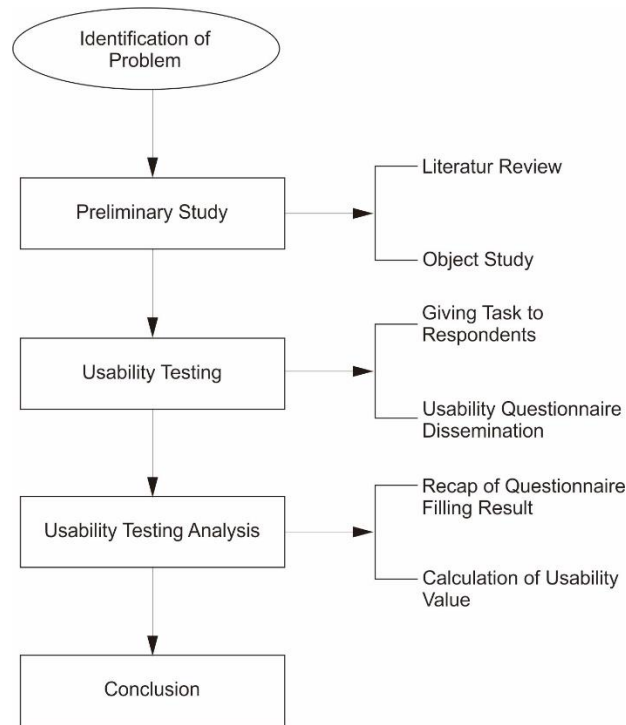 Identification of
Problem
Preliminary Study
Literatur Review
Object Study
Usability Testing
Giving Task to
Respondents
Usability Questionnaire
Dissemination
Usability Testing Analysis
Recap of Questionnaire
Filling Result
Calculation of Usability
Value
Conclusion